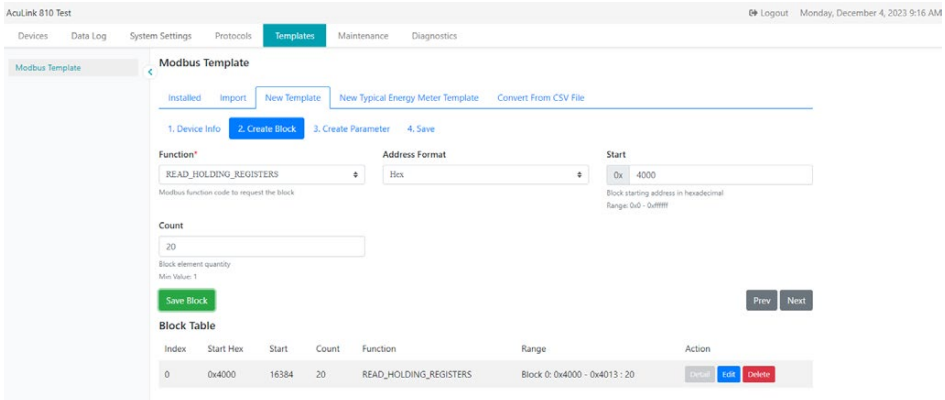 AcuLink 810 Test
Logout Monday, December 4, 2023 9:16 AM
Devices Data Log System Settings Protocols Templates Maintenance Diagnostics
Modbus Template
Modbus Template
Installed Import New Template New Typical Energy Meter Template Convert From CSV File
1. Device Info 2. Create Block 3. Create Parameter 4. Save
Function* Address Format Start
READ_HOLDING_REGISTERS Hex 0x 4000
Modbus function code to request the block Block starting address in hexadecimal
Range: 0x0 - 0xffffff
Count
20
Block element quantity
Min Value: 1
Save Block Prev Next
Block Table
Index Start Hex Start Count Function Range Action
0 0x4000 16384 20 READ_HOLDING_REGISTERS Block 0: 0x4000 - 0x4013 : 20 Detail Edit Delete